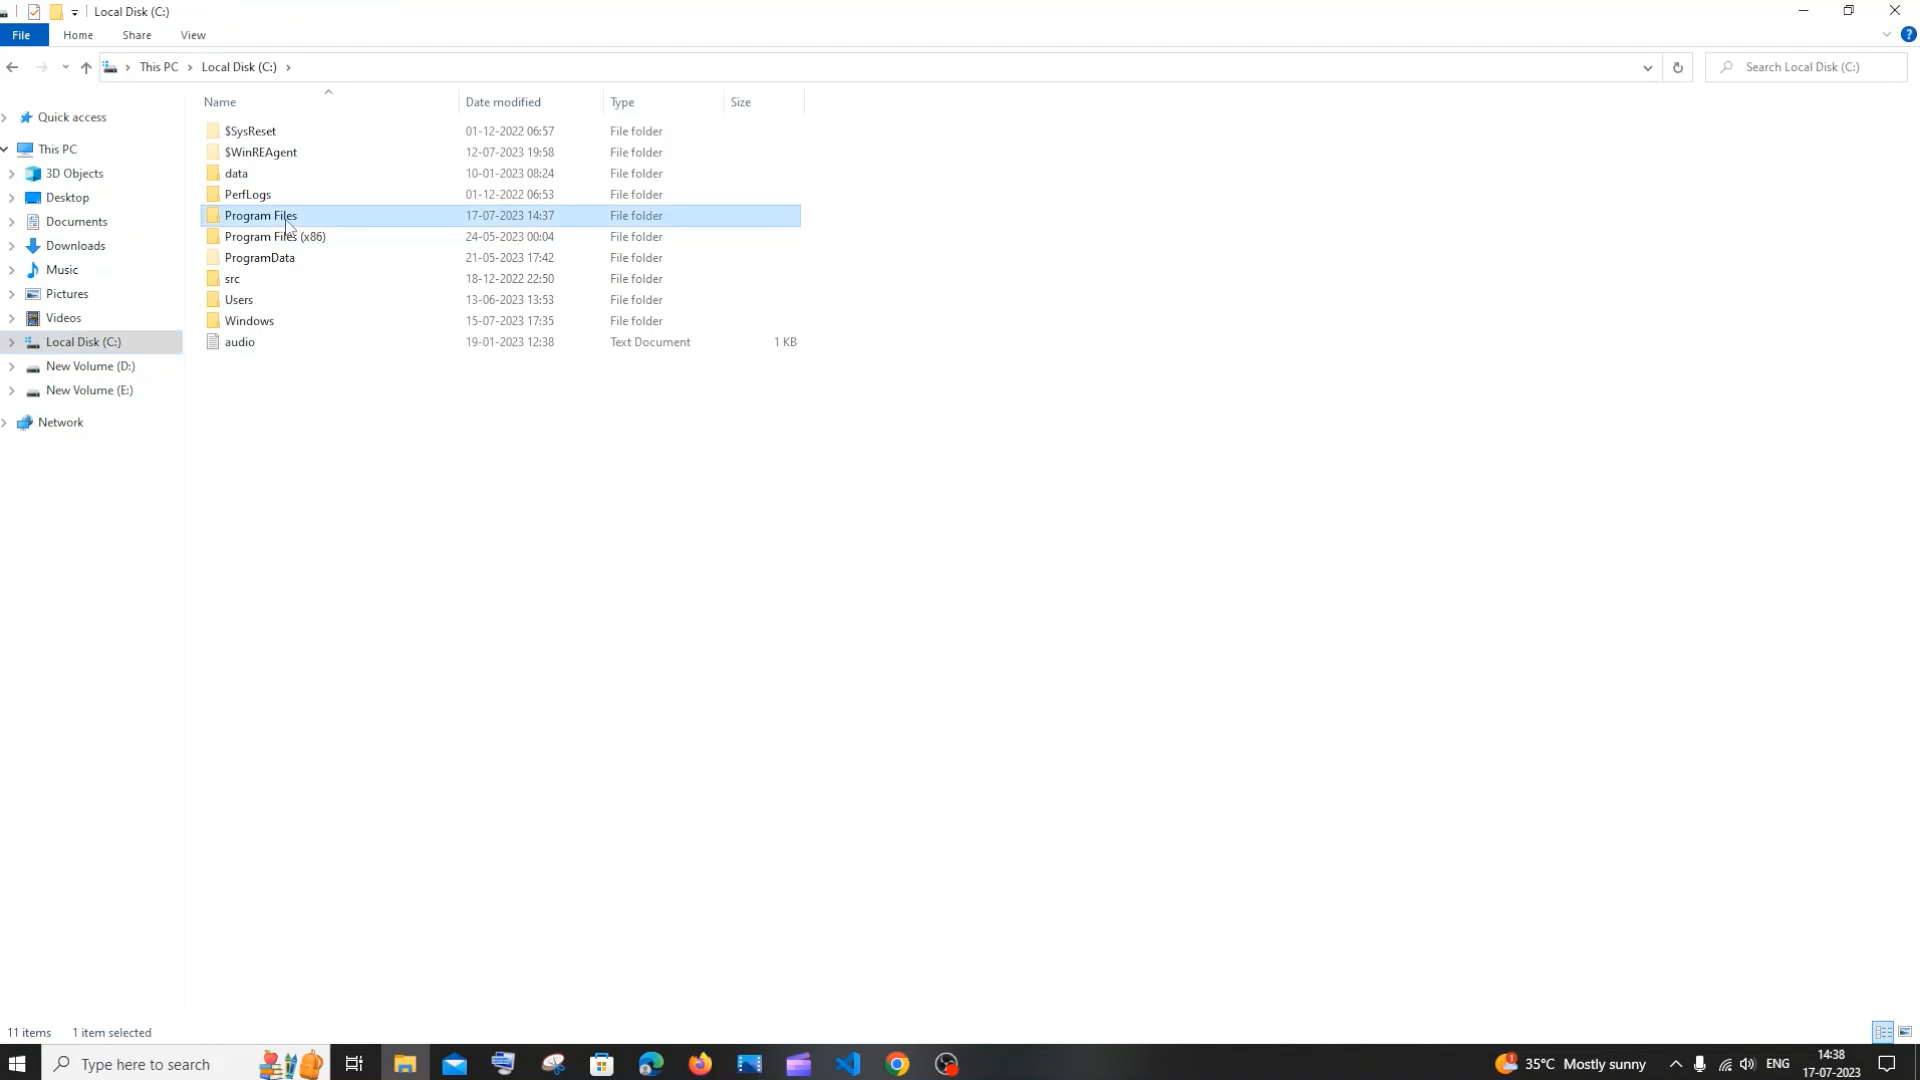 Local Disk (C:)
File Home Share View
This PC Local Disk (C:) Search Local Disk (C:)
Name Date modified Type Size
Quick access
This PC
3D Objects
Desktop
Documents
Downloads
Music
Pictures
Videos
Local Disk (C:)
New Volume (D:)
New Volume (E:)
Network
$SysReset 01-12-2022 06:57 File folder
$WinREAgent 12-07-2023 19:58 File folder
data 10-01-2023 08:24 File folder
PerfLogs 01-12-2022 06:53 File folder
Program Files 17-07-2023 14:37 File folder
Program Files (x86) 24-05-2023 00:04 File folder
ProgramData 21-05-2023 17:42 File folder
src 18-12-2022 22:50 File folder
Users 13-06-2023 13:53 File folder
Windows 15-07-2023 17:35 File folder
audio 19-01-2023 12:38 Text Document 1 KB
11 items 1 item selected
Type here to search 1 35°C Mostly sunny ENG 14:38
17-07-2023